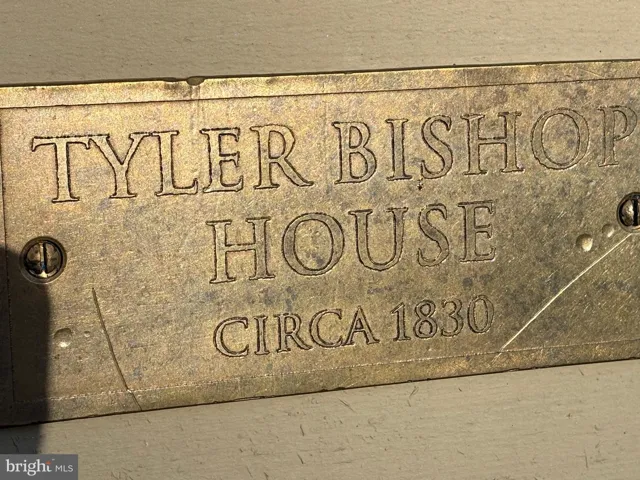 TYLER BISHOP
HOUSE
CIRCA 1830
bright MLS